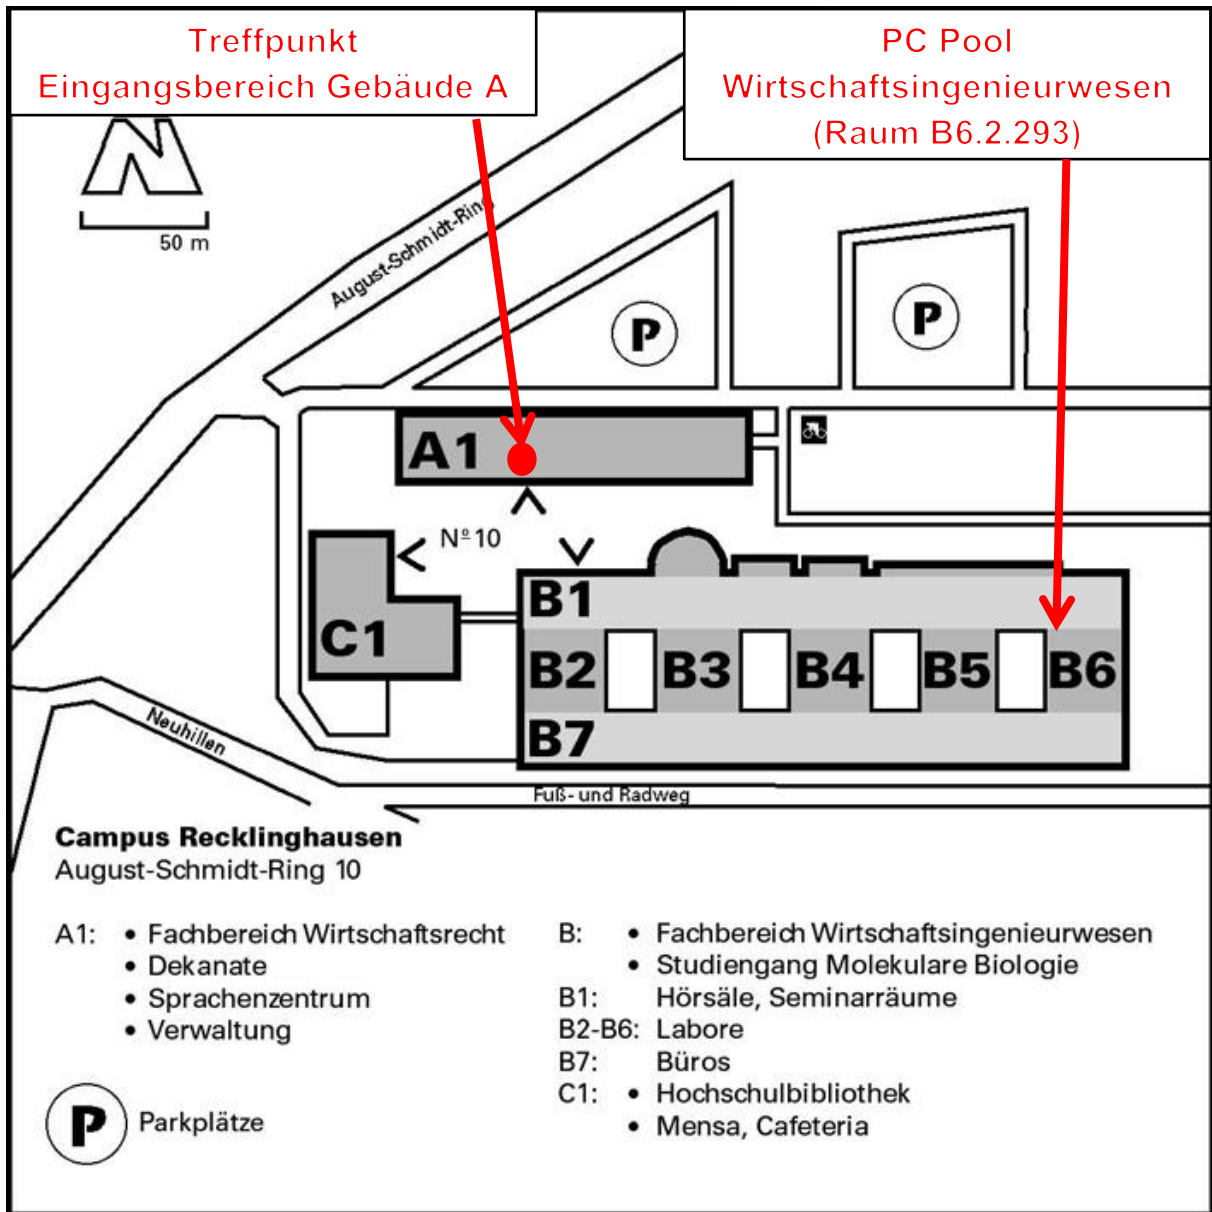 Treffpunkt
Eingangsbereich Gebäude A
PC Pool
Wirtschaftsingenieurwesen
(Raum B6.2.293)
N
50 m
August-Schmidt-Ring
P
P
A1
Nº10
C1
B1
B2 B3 B4 B5 B6
B7
Neuhillen
Fuß- und Radweg
Campus Recklinghausen
August-Schmidt-Ring 10
A1: • Fachbereich Wirtschaftsrecht
• Dekanate
• Sprachenzentrum
• Verwaltung
P Parkplätze
B: • Fachbereich Wirtschaftsingenieurwesen
• Studiengang Molekulare Biologie
B1: Hörsäle, Seminarräume
B2-B6: Labore
B7: Büros
C1: • Hochschulbibliothek
• Mensa, Cafeteria